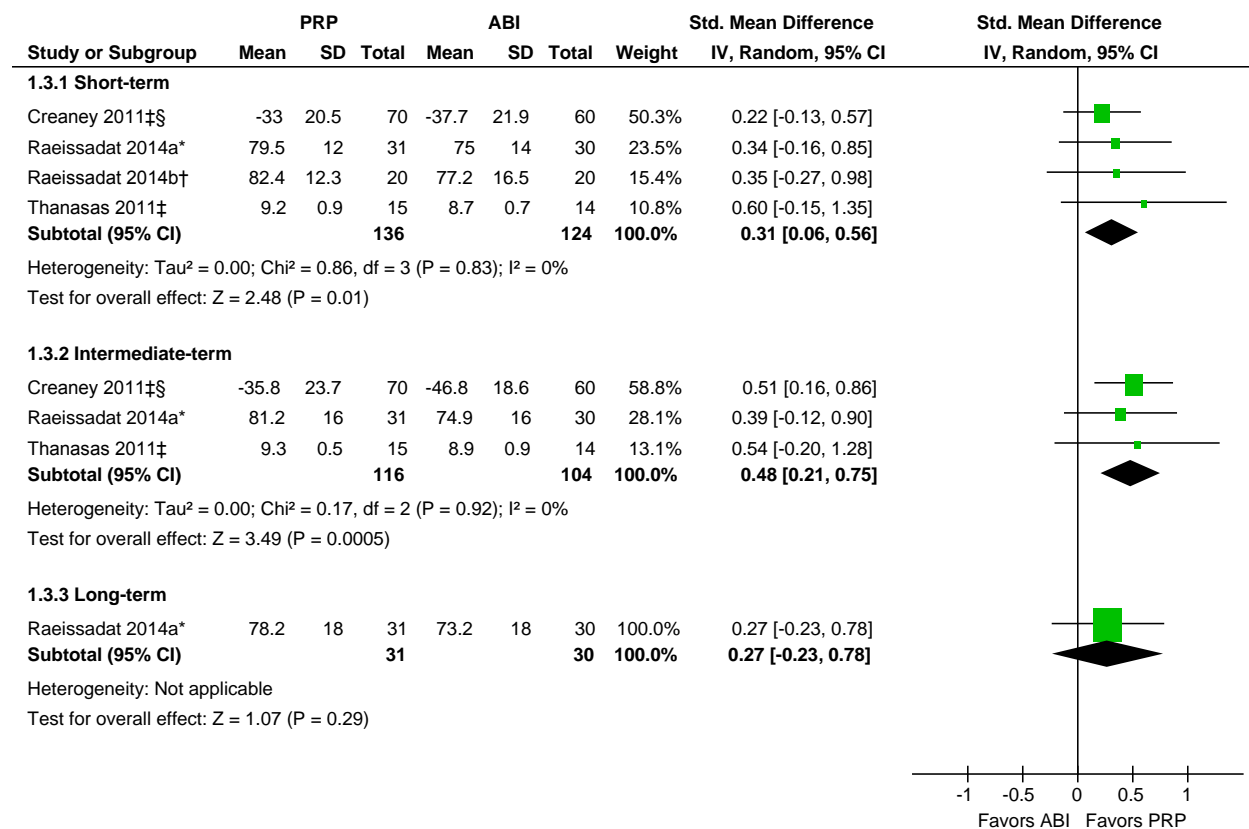 PRP ABI Std. Mean Difference Std. Mean Difference
Study or Subgroup Mean SD Total Mean SD Total Weight IV, Random, 95% CI IV, Random, 95% CI
1.3.1 Short-term
Creaney 2011‡§ -33 20.5 70 -37.7 21.9 60 50.3% 0.22 [-0.13, 0.57]
Raeissadat 2014a* 79.5 12 31 75 14 30 23.5% 0.34 [-0.16, 0.85]
Raeissadat 2014b† 82.4 12.3 20 77.2 16.5 20 15.4% 0.35 [-0.27, 0.98]
Thanasas 2011‡ 9.2 0.9 15 8.7 0.7 14 10.8% 0.60 [-0.15, 1.35]
Subtotal (95% CI) 136 124 100.0% 0.31 [0.06, 0.56]
Heterogeneity: Tau² = 0.00; Chi² = 0.86, df = 3 (P = 0.83); I² = 0%
Test for overall effect: Z = 2.48 (P = 0.01)
1.3.2 Intermediate-term
Creaney 2011‡§ -35.8 23.7 70 -46.8 18.6 60 58.8% 0.51 [0.16, 0.86]
Raeissadat 2014a* 81.2 16 31 74.9 16 30 28.1% 0.39 [-0.12, 0.90]
Thanasas 2011‡ 9.3 0.5 15 8.9 0.9 14 13.1% 0.54 [-0.20, 1.28]
Subtotal (95% CI) 116 104 100.0% 0.48 [0.21, 0.75]
Heterogeneity: Tau² = 0.00; Chi² = 0.17, df = 2 (P = 0.92); I² = 0%
Test for overall effect: Z = 3.49 (P = 0.0005)
1.3.3 Long-term
Raeissadat 2014a* 78.2 18 31 73.2 18 30 100.0% 0.27 [-0.23, 0.78]
Subtotal (95% CI) 31 30 100.0% 0.27 [-0.23, 0.78]
Heterogeneity: Not applicable
Test for overall effect: Z = 1.07 (P = 0.29)
-1 -0.5 0 0.5 1
Favors ABI Favors PRP